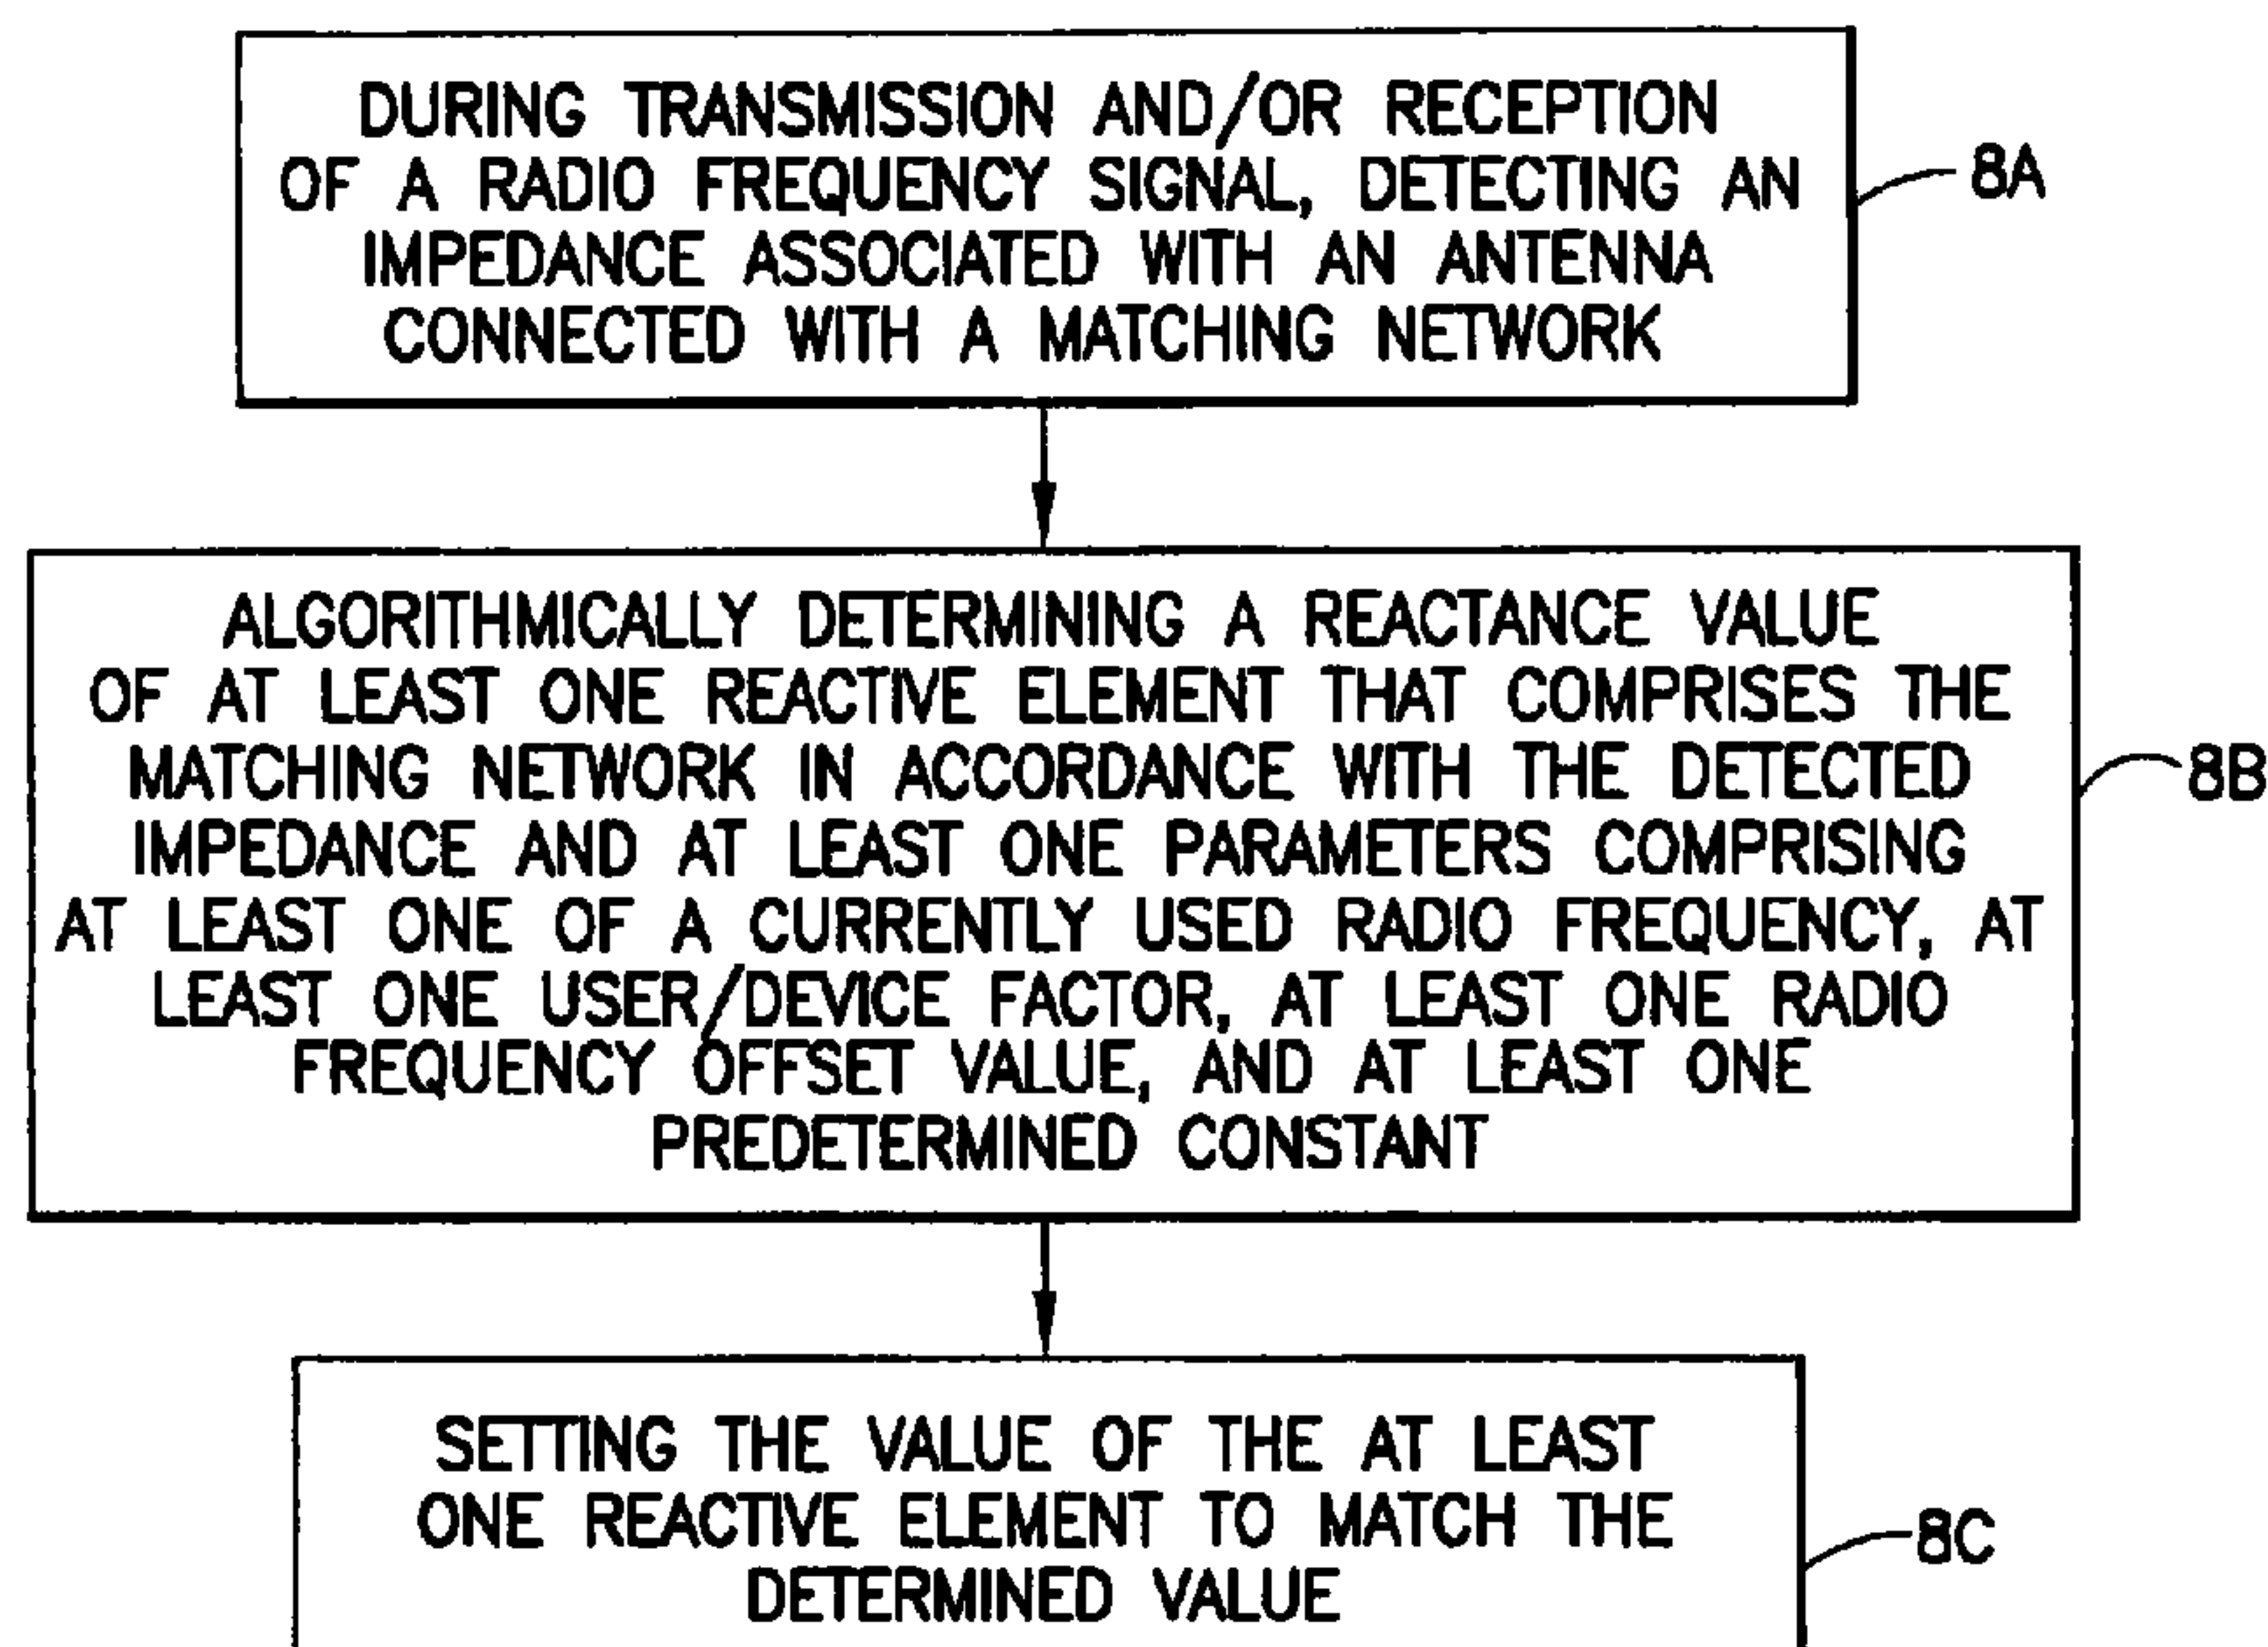 DURING TRANSMISSION AND/OR RECEPTION
OF A RADIO FREQUENCY SIGNAL, DETECTING AN
IMPEDANCE ASSOCIATED WITH AN ANTENNA
CONNECTED WITH A MATCHING NETWORK
8A
ALGORITHMICALLY DETERMINING A REACTANCE VALUE
OF AT LEAST ONE REACTIVE ELEMENT THAT COMPRISES THE
MATCHING NETWORK IN ACCORDANCE WITH THE DETECTED
IMPEDANCE AND AT LEAST ONE PARAMETERS COMPRISING
AT LEAST ONE OF A CURRENTLY USED RADIO FREQUENCY, AT
LEAST ONE USER/DEVICE FACTOR, AT LEAST ONE RADIO
FREQUENCY OFFSET VALUE, AND AT LEAST ONE
PREDETERMINED CONSTANT
8B
SETTING THE VALUE OF THE AT LEAST
ONE REACTIVE ELEMENT TO MATCH THE
DETERMINED VALUE
8C